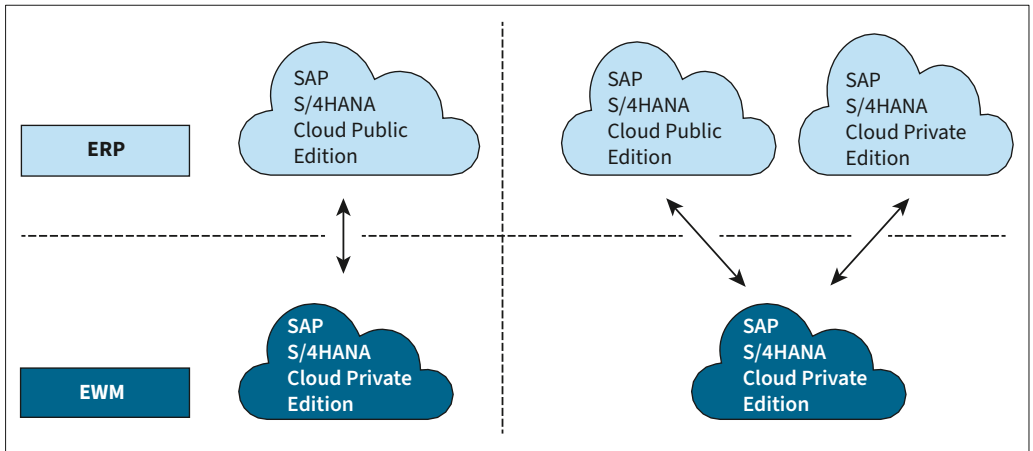 ERP
SAP
S/4HANA
Cloud Public
Edition
SAP
S/4HANA
Cloud Public
Edition
SAP
S/4HANA
Cloud Private
Edition
EWM
SAP
S/4HANA
Cloud Private
Edition
SAP
S/4HANA
Cloud Private
Edition